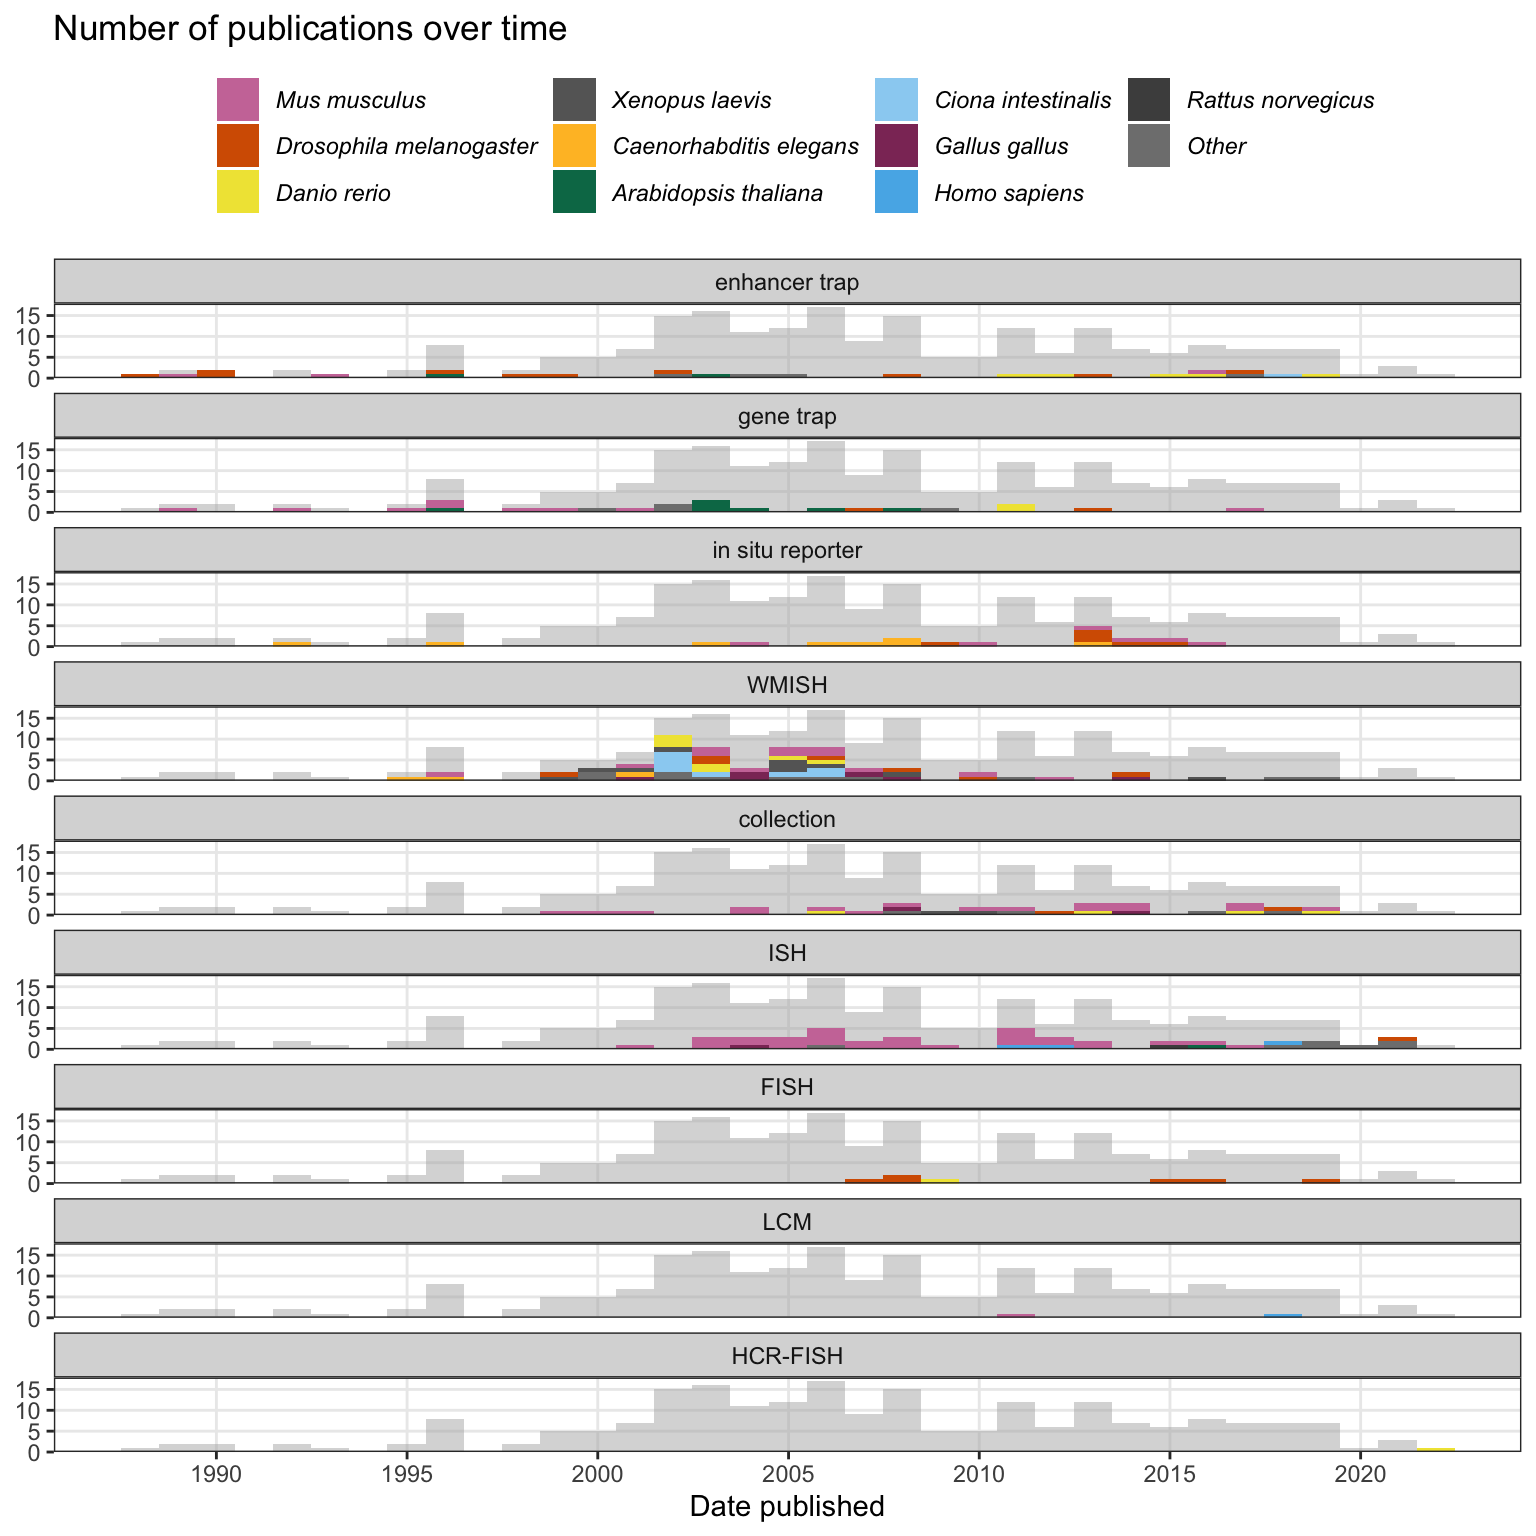 Number of publications over time
Mus musculus Xenopus laevis Ciona intestinalis Rattus norvegicus
Drosophila melanogaster Caenorhabditis elegans Gallus gallus Other
Danio rerio Arabidopsis thaliana Homo sapiens
enhancer trap
15
10
5
0
gene trap
15
10
5
0
in situ reporter
15
10
5
0
WMISH
15
10
5
0
collection
15
10
5
0
ISH
15
10
5
0
FISH
15
10
5
0
LCM
15
10
5
0
HCR-FISH
15
10
5
0
1990 1995 2000 2005 2010 2015 2020
Date published